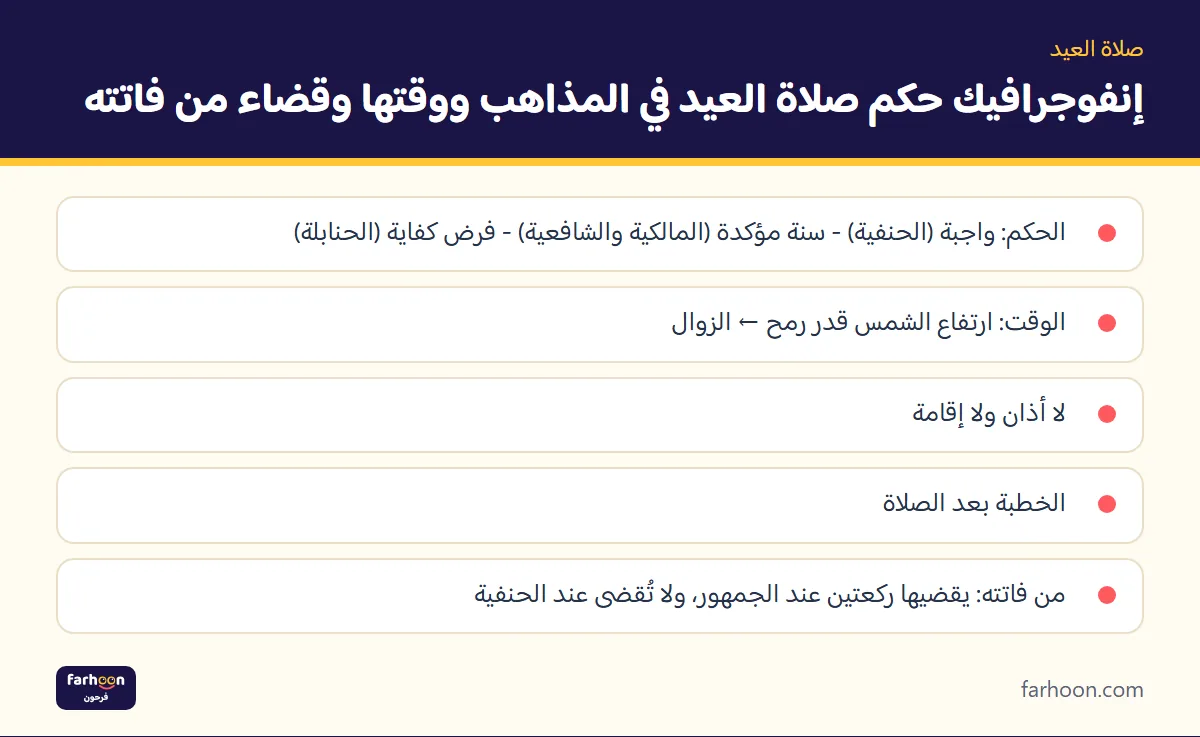 صلاة العيد
إنفوجرافيك حكم صلاة العيد في المذاهب ووقتها وقضاء من فاتته
الحكم: واجبة (الحنفية) - سنة مؤكدة (المالكية والشافعية) - فرض كفاية (الحنابلة)
الوقت: ارتفاع الشمس قدر رمح ← الزوال
لا أذان ولا إقامة
الخطبة بعد الصلاة
من فاتته: يقضيها ركعتين عند الجمهور، ولا تُقضى عند الحنفية
farhoon.com
farhoon
فرحون